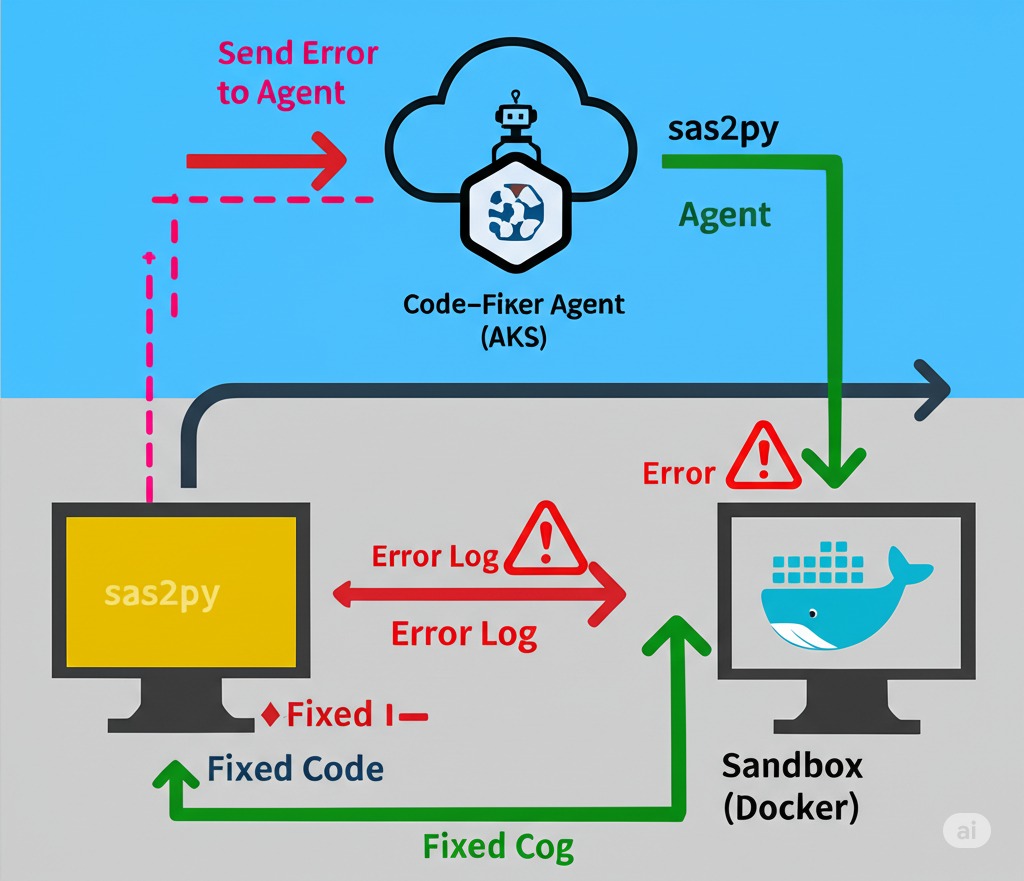 Send Error
to Agent
sas2py
Agent
Code-Fiker Agent
(AKS)
Error
Error Log
sas2py
Error Log
Fixed I
Fixed Code
Sandbox
(Docker)
Fixed Cog
ai